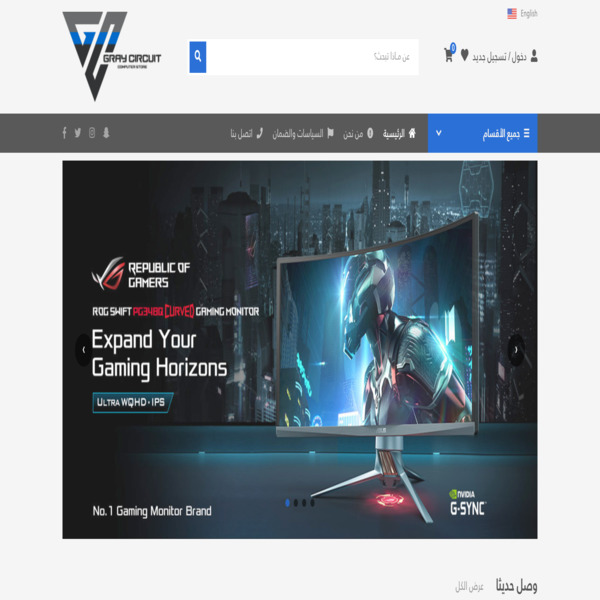 English
GRAY CIRCUIT
COMPUTER STORE
عن ماذا تبحث؟
دخول / تسجيل جديد
0
جميع الأقسام
الرئيسية
من نحن
السياسات والضمان
اتصل بنا
REPUBLIC OF
GAMERS
ROG SWIFT PG348Q CURVED GAMING MONITOR
Expand Your
Gaming Horizons
ULTRA WQHD · IPS
No. 1 Gaming Monitor Brand
NVIDIA
G-SYNC
وصل حديثا
عرض الكل